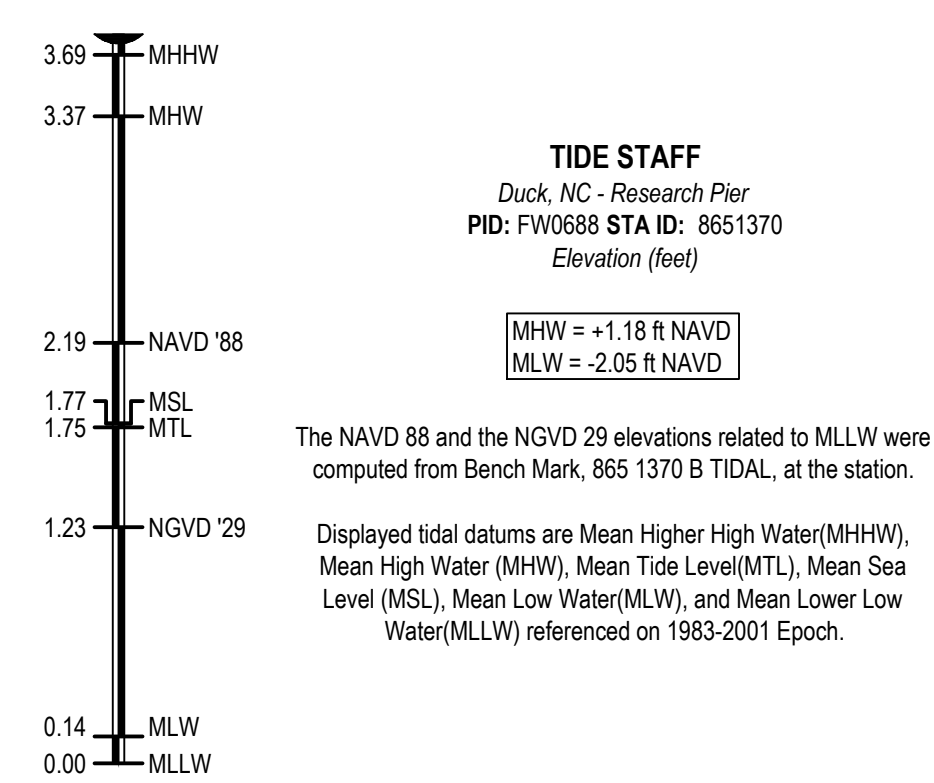 3.69 MHHW
3.37 MHW
2.19 NAVD '88
1.77 MSL
1.75 MTL
1.23 NGVD '29
0.14 MLW
0.00 MLLW
TIDE STAFF
Duck, NC - Research Pier
PID: FW0688 STA ID: 8651370
Elevation (feet)
MHW = +1.18 ft NAVD
MLW = -2.05 ft NAVD
The NAVD 88 and the NGVD 29 elevations related to MLLW were
computed from Bench Mark, 865 1370 B TIDAL, at the station.
Displayed tidal datums are Mean Higher High Water(MHHW),
Mean High Water (MHW), Mean Tide Level(MTL), Mean Sea
Level (MSL), Mean Low Water(MLW), and Mean Lower Low
Water(MLLW) referenced on 1983-2001 Epoch.